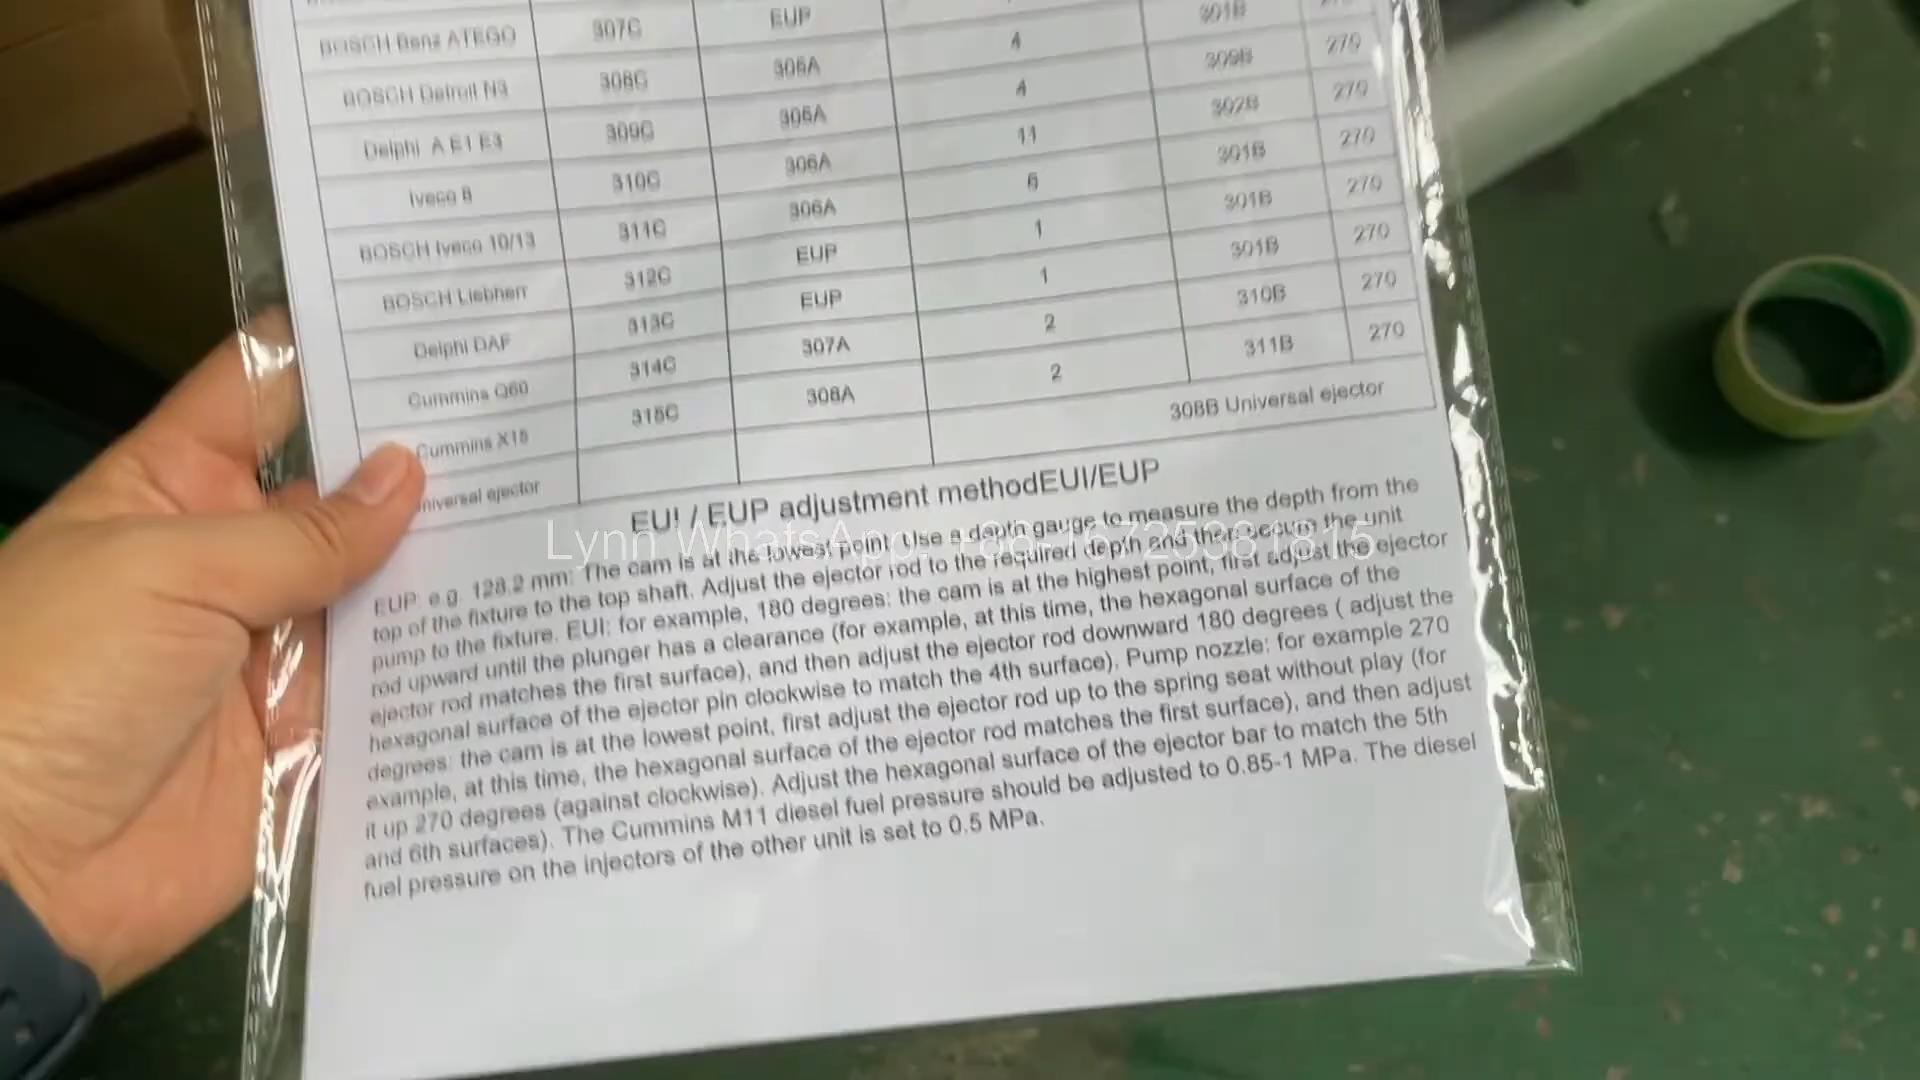 BOSCH Benz ATEGO 307C EUP 301B
BOSCH Detroit N3 308C 306A 4 309B 270
Delphi A E1 E3 309C 306A 4 302B 270
Iveco 8 310C 306A 11 301B 270
BOSCH Iveco 10/13 311C 306A 6 301B 270
BOSCH Liebherr 312C EUP 1 301B 270
Delphi DAF 313C EUP 1 310B 270
Cummins Q60 314C 307A 2 311B 270
Cummins X15 315C 308A 2
niversal ejector 308B Universal ejector
EUI / EUP adjustment methodEUI/EUP
EUP: e.g. 128.2 mm: The cam is at the lowest point. Use a depth gauge to measure the depth from the
top of the fixture to the top shaft. Adjust the ejector rod to the required depth and then secure the unit
pump to the fixture. EUI: for example, 180 degrees: the cam is at the highest point, first adjust the ejector
rod upward until the plunger has a clearance (for example, at this time, the hexagonal surface of the
ejector rod matches the first surface), and then adjust the ejector rod downward 180 degrees ( adjust the
hexagonal surface of the ejector pin clockwise to match the 4th surface). Pump nozzle: for example 270
degrees: the cam is at the lowest point, first adjust the ejector rod up to the spring seat without play (for
example, at this time, the hexagonal surface of the ejector rod matches the first surface), and then adjust
it up 270 degrees (against clockwise). Adjust the hexagonal surface of the ejector bar to match the 5th
and 6th surfaces). The Cummins M11 diesel fuel pressure should be adjusted to 0.85-1 MPa. The diesel
fuel pressure on the injectors of the other unit is set to 0.5 MPa.
Lynn WhatsApp: +86-16725381815